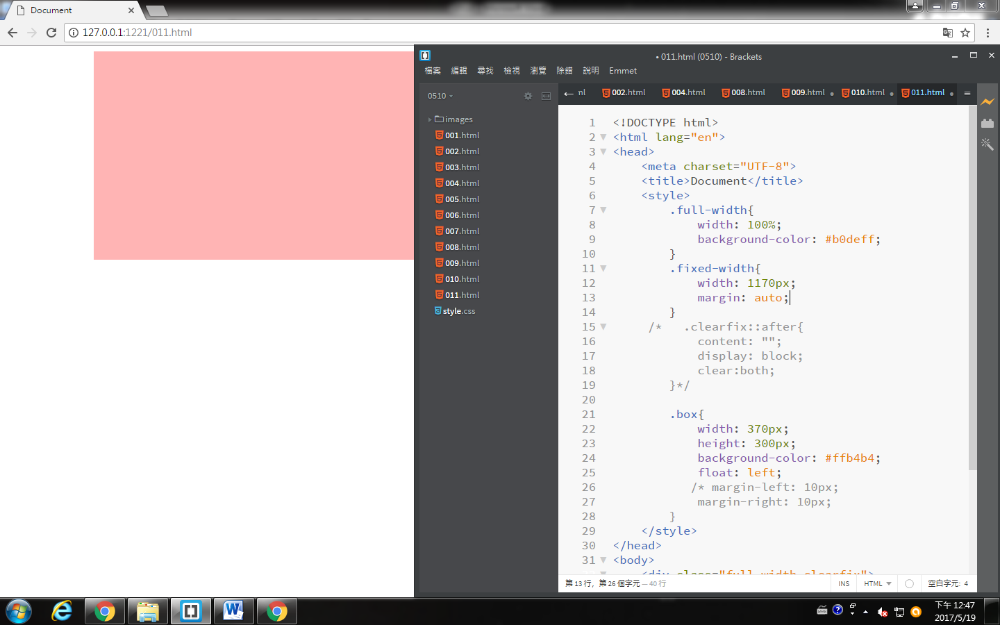 Document
127.0.0.1:1221/011.html
• 011.html (0510) - Brackets
檔案 編輯 尋找 檢視 瀏覽 除錯 說明 Emmet
0510
nl 002.html 004.html 008.html 009.html 010.html 011.html
images
001.html
002.html
003.html
004.html
005.html
006.html
007.html
008.html
009.html
010.html
011.html
style.css
1 <!DOCTYPE html>
2 <html lang="en">
3 <head>
4 <meta charset="UTF-8">
5 <title>Document</title>
6 <style>
7 .full-width{
8 width: 100%;
9 background-color: #b0deff;
10 }
11 .fixed-width{
12 width: 1170px;
13 margin: auto;
14 }
15 /* .clearfix::after{
16 content: "";
17 display: block;
18 clear:both;
19 }*/
20
21 .box{
22 width: 370px;
23 height: 300px;
24 background-color: #ffb4b4;
25 float: left;
26 /* margin-left: 10px;
27 margin-right: 10px;
28 }
29 </style>
30 </head>
31 <body>
<div class="full-width clearfix">
第 13 行，第 26 個字元 — 40 行 INS HTML 空白字元: 4
下午 12:47
2017/5/19